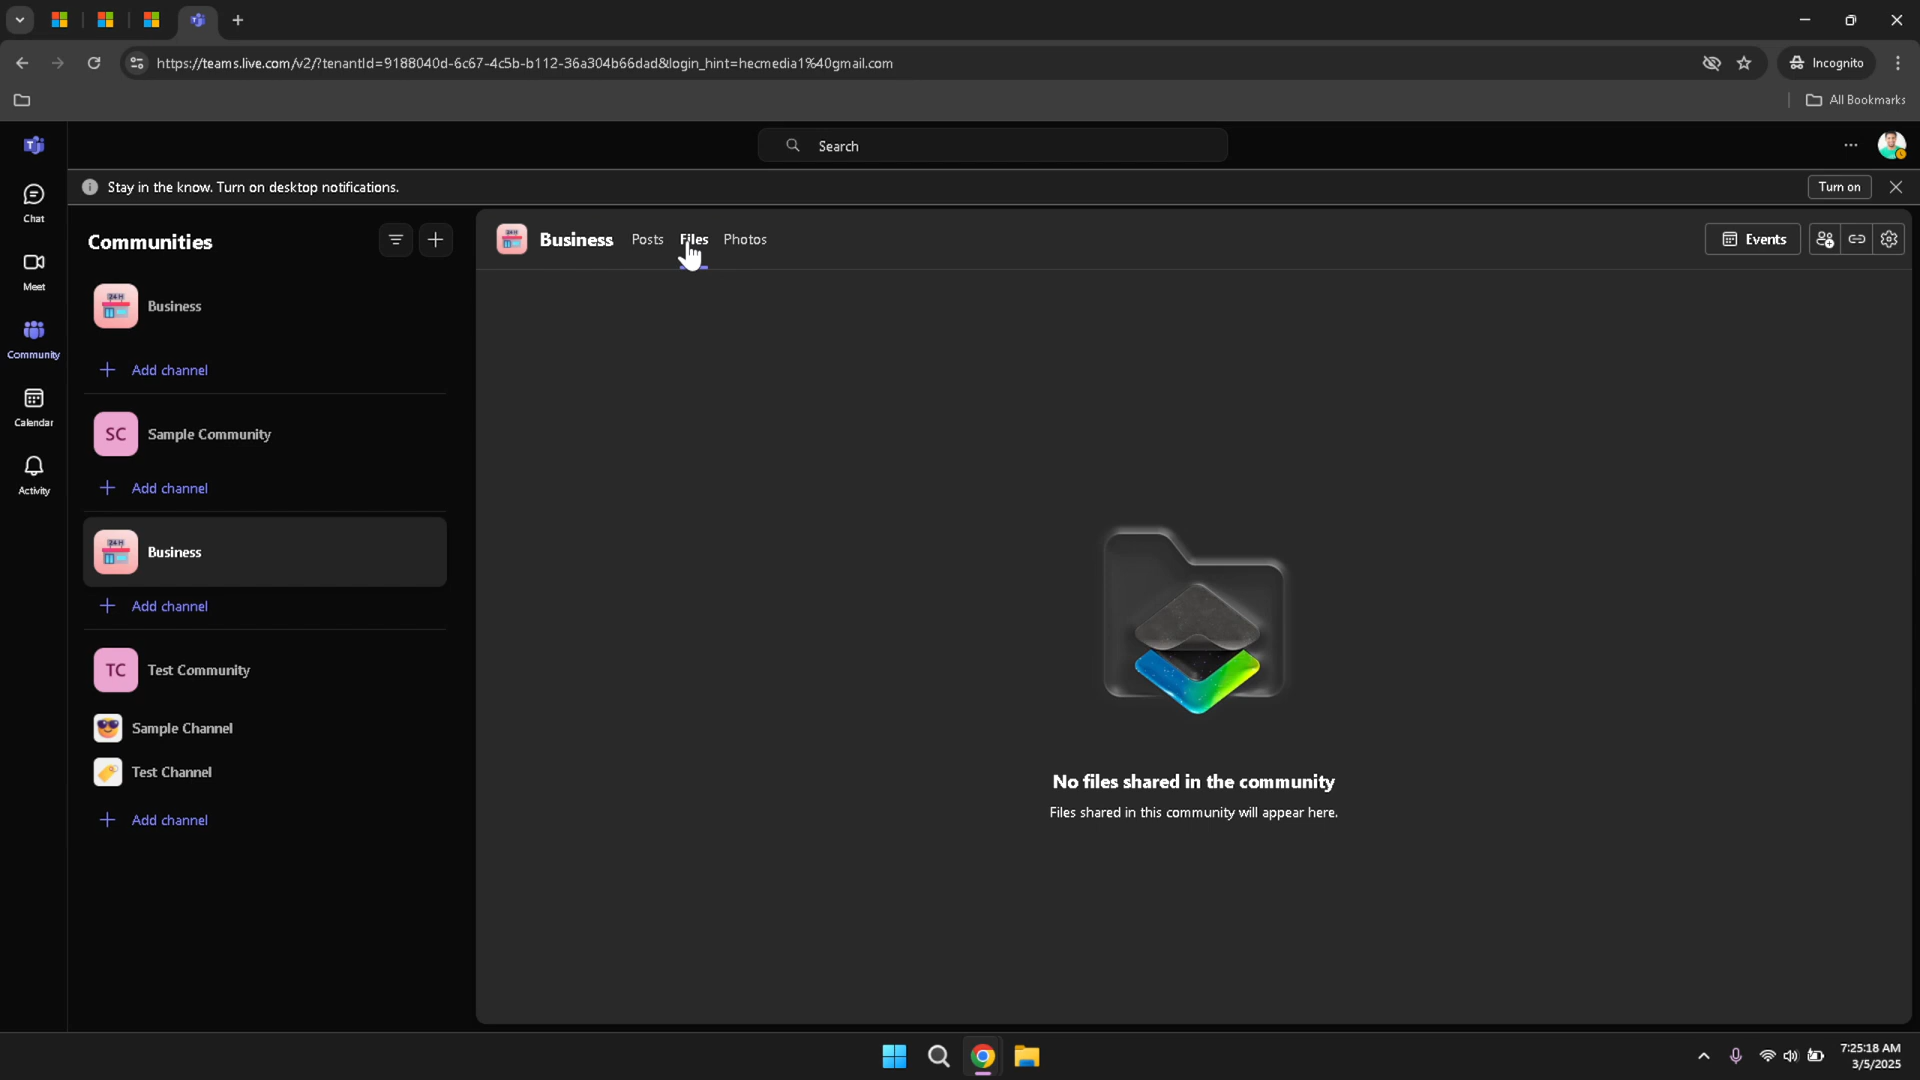 https://teams.live.com/v2/?tenantId=9188040d-6c67-4c5b-b112-36a304b66dad&login_hint=hecmedia1%40gmail.com
Incognito
All Bookmarks
Search
Stay in the know. Turn on desktop notifications.
Turn on
Chat
Meet
Community
Calendar
Activity
Communities
24H
Business
Add channel
SC
Sample Community
Add channel
24H
Business
Add channel
TC
Test Community
Sample Channel
Test Channel
Add channel
24H
Business
Posts
Files
Photos
Events
No files shared in the community
Files shared in this community will appear here.
7:25:18 AM
3/5/2025